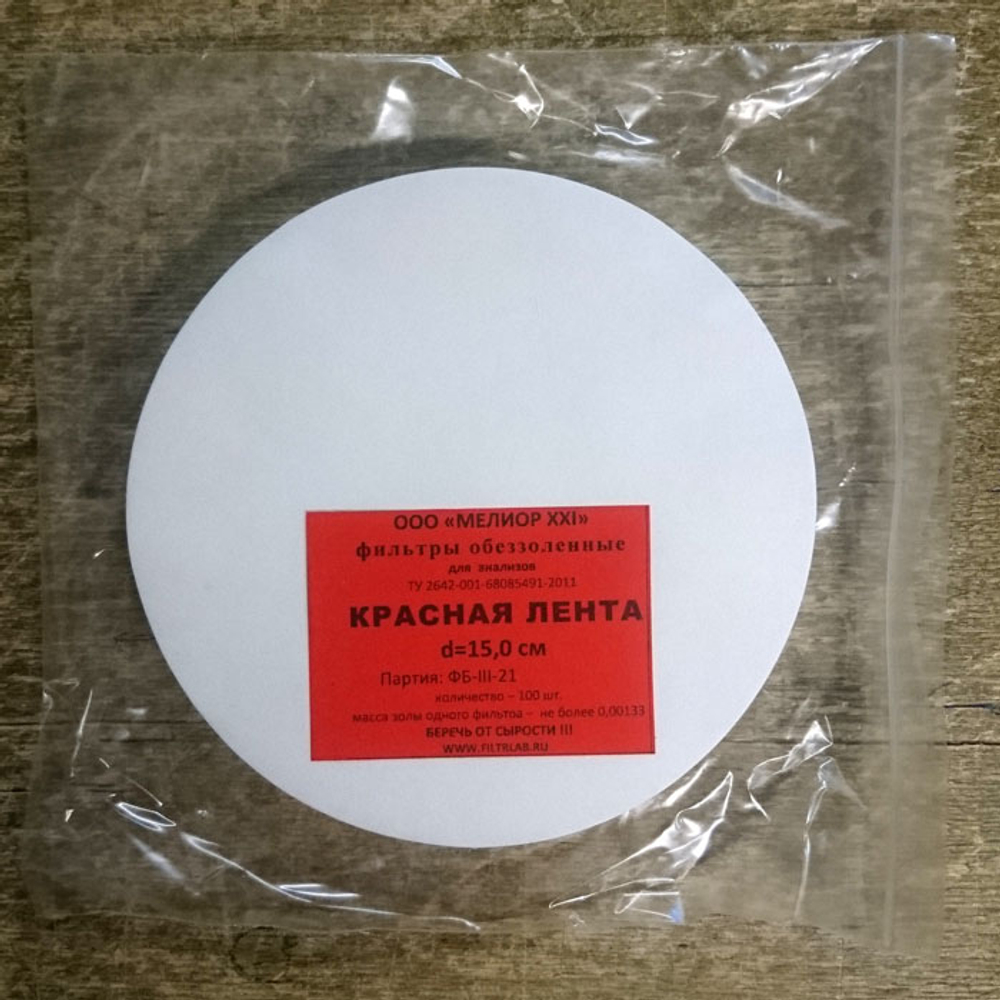 ООО «МЕЛИОР XXI»
фильтры обеззоленные
для анализов
ТУ 2642-001-68085491-2011
КРАСНАЯ ЛЕНТА
d=15,0 см
Партия: ФБ-III-21
количество – 100 шт.
масса золы одного фильтра – не более 0,00133
БЕРЕЧЬ ОТ СЫРОСТИ !!!
WWW.FILTRLAB.RU